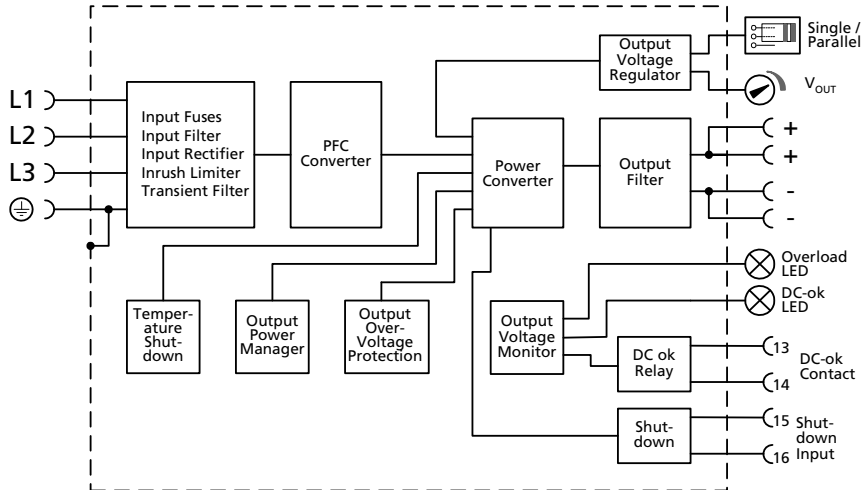 L1
L2
L3
Input Fuses
Input Filter
Input Rectifier
Inrush Limiter
Transient Filter
PFC
Converter
Power
Converter
Output
Filter
Output
Voltage
Regulator
Single /
Parallel
VOUT
+
+
-
-
Temper-
ature
Shut-
down
Output
Power
Manager
Output
Over-
Voltage
Protection
Output
Voltage
Monitor
Overload
LED
DC-ok
LED
DC ok
Relay
13
14
DC-ok
Contact
Shut-
down
15
16
Shut-
down
Input